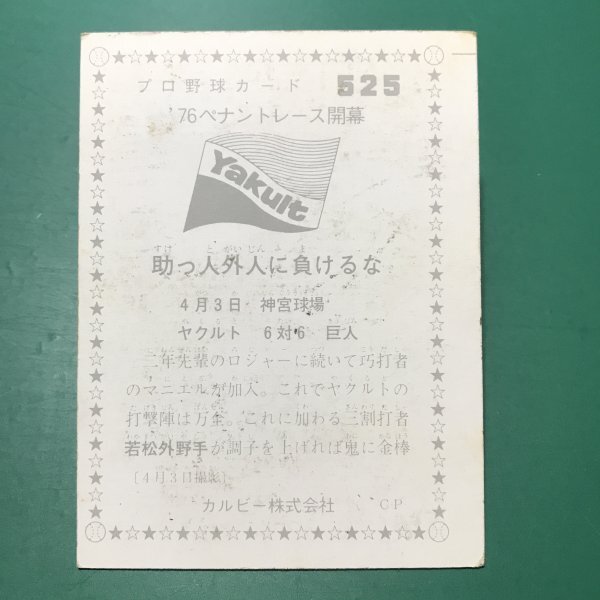 プロ野球カード 525
'76ペナントレース開幕
Yakult
すけ と がいじん ま
助っ人外人に負けるな
4月3日 神宮球場
ヤクルト 6対6 巨人
二年先輩のロジャーに続いて巧打者
のマニエルが加入。これでヤクルトの
打撃陣は万全。これに加わる三割打者
若松外野手が調子を上げれば鬼に金棒
〔4月3日撮影〕
カルビー株式会社 CP